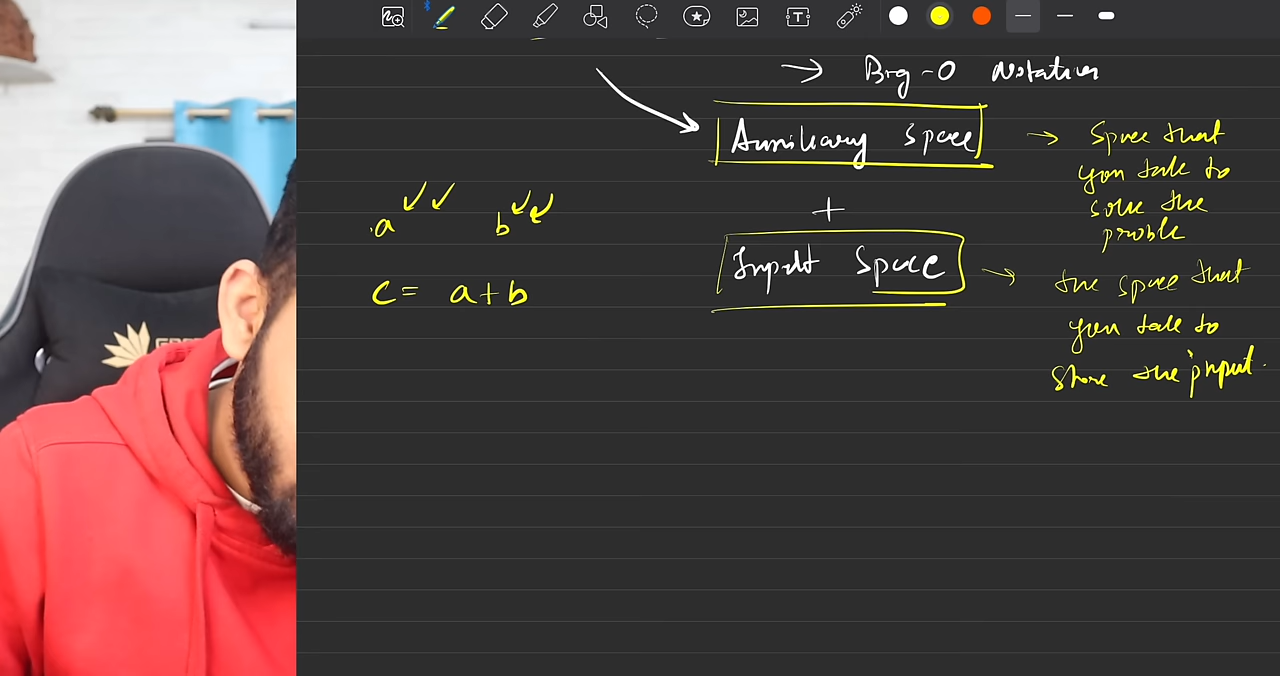 → Big-O Notation
Auxiliary Space → Space that
you take to
solve the
proble
+
Input Space → the space that
you take to
store the input.
a b
c = a+b